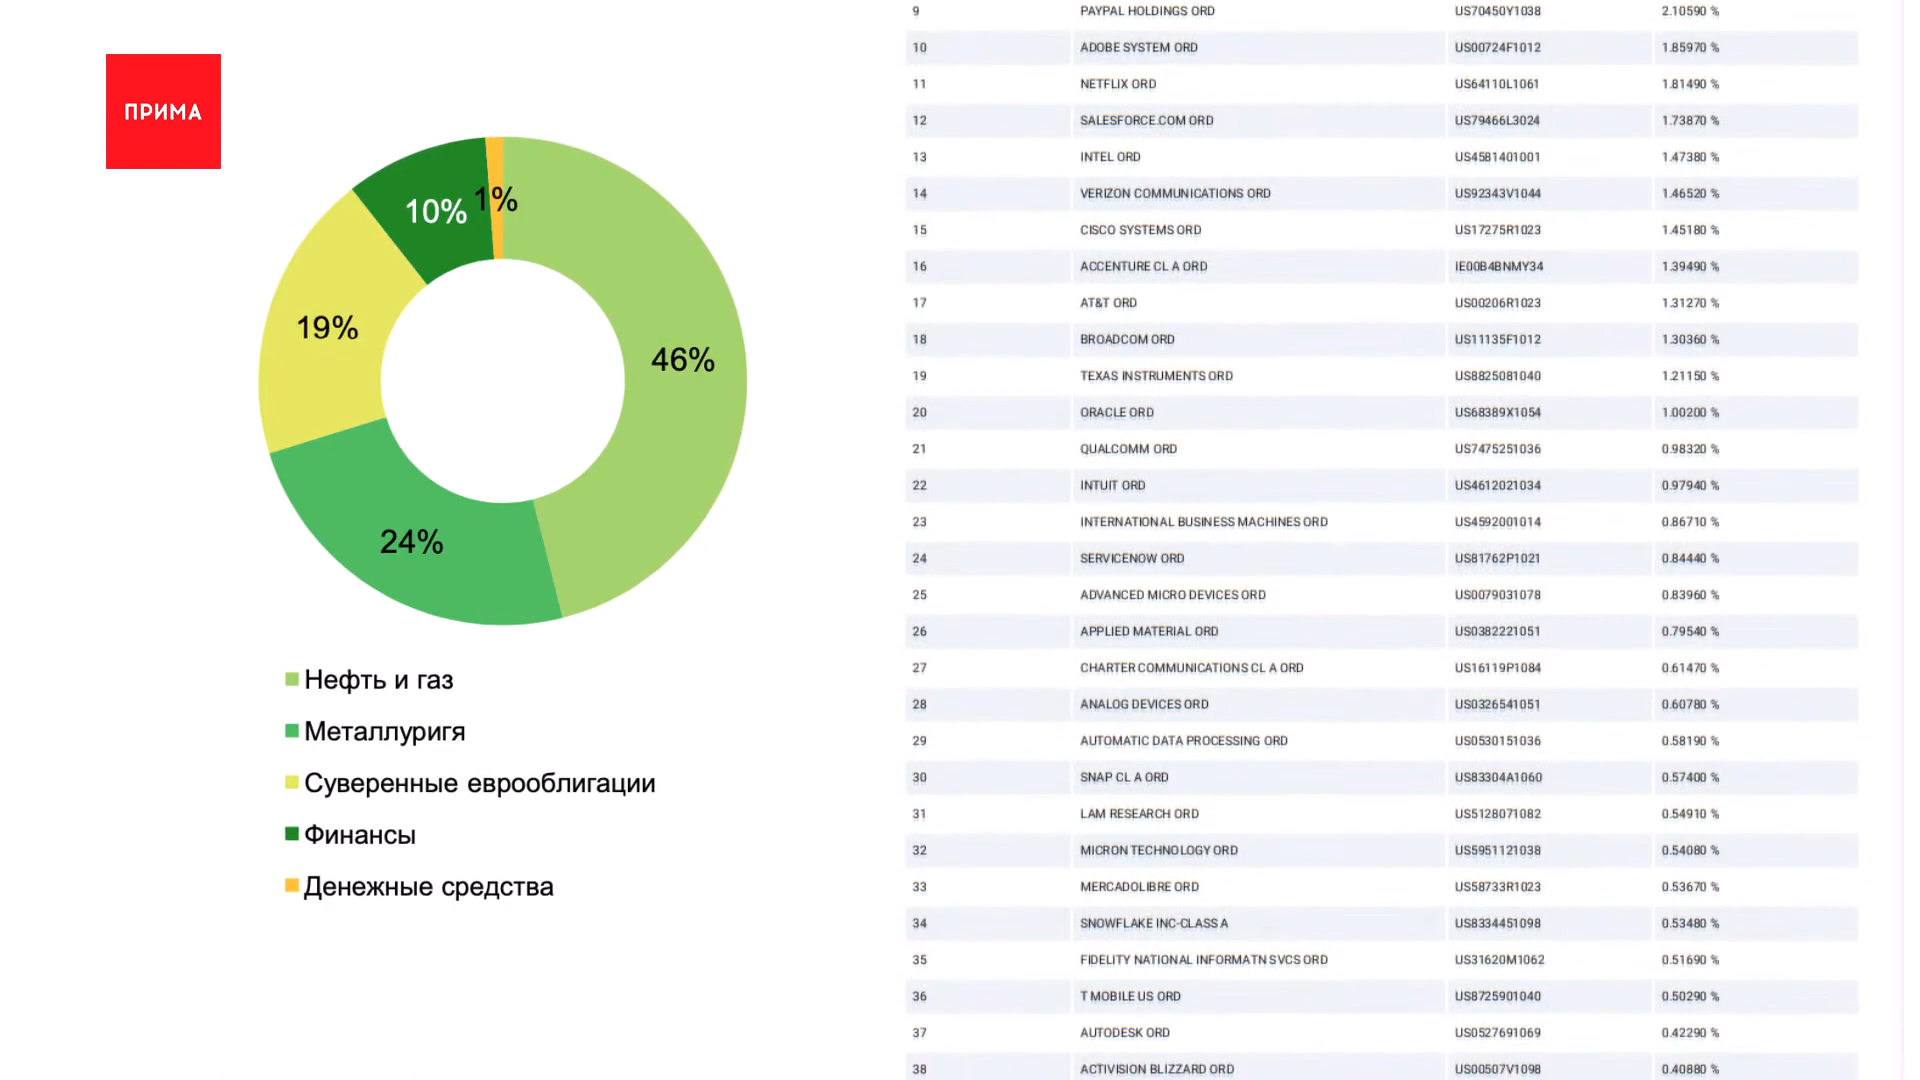 ПРИМА
1%
10%
19%
46%
24%
Нефть и газ
Металлуригя
Суверенные еврооблигации
Финансы
Денежные средства
9 PAYPAL HOLDINGS ORD US70450Y1038 2.10590 %
10 ADOBE SYSTEM ORD US00724F1012 1.85970 %
11 NETFLIX ORD US64110L1061 1.81490 %
12 SALESFORCE.COM ORD US79466L3024 1.73870 %
13 INTEL ORD US4581401001 1.47380 %
14 VERIZON COMMUNICATIONS ORD US92343V1044 1.46520 %
15 CISCO SYSTEMS ORD US17275R1023 1.45180 %
16 ACCENTURE CL A ORD IE00B4BNMY34 1.39490 %
17 AT&T ORD US00206R1023 1.31270 %
18 BROADCOM ORD US11135F1012 1.30360 %
19 TEXAS INSTRUMENTS ORD US8825081040 1.21150 %
20 ORACLE ORD US68389X1054 1.00200 %
21 QUALCOMM ORD US7475251036 0.98320 %
22 INTUIT ORD US4612021034 0.97940 %
23 INTERNATIONAL BUSINESS MACHINES ORD US4592001014 0.86710 %
24 SERVICENOW ORD US81762P1021 0.84440 %
25 ADVANCED MICRO DEVICES ORD US0079031078 0.83960 %
26 APPLIED MATERIAL ORD US0382221051 0.79540 %
27 CHARTER COMMUNICATIONS CL A ORD US16119P1084 0.61470 %
28 ANALOG DEVICES ORD US0326541051 0.60780 %
29 AUTOMATIC DATA PROCESSING ORD US0530151036 0.58190 %
30 SNAP CL A ORD US83304A1060 0.57400 %
31 LAM RESEARCH ORD US5128071082 0.54910 %
32 MICRON TECHNOLOGY ORD US5951121038 0.54080 %
33 MERCADOLIBRE ORD US58733R1023 0.53670 %
34 SNOWFLAKE INC-CLASS A US8334451098 0.53480 %
35 FIDELITY NATIONAL INFORMATN SVCS ORD US31620M1062 0.51690 %
36 T MOBILE US ORD US8725901040 0.50290 %
37 AUTODESK ORD US0527691069 0.42290 %
38 ACTIVISION BLIZZARD ORD US00507V1098 0.40880 %